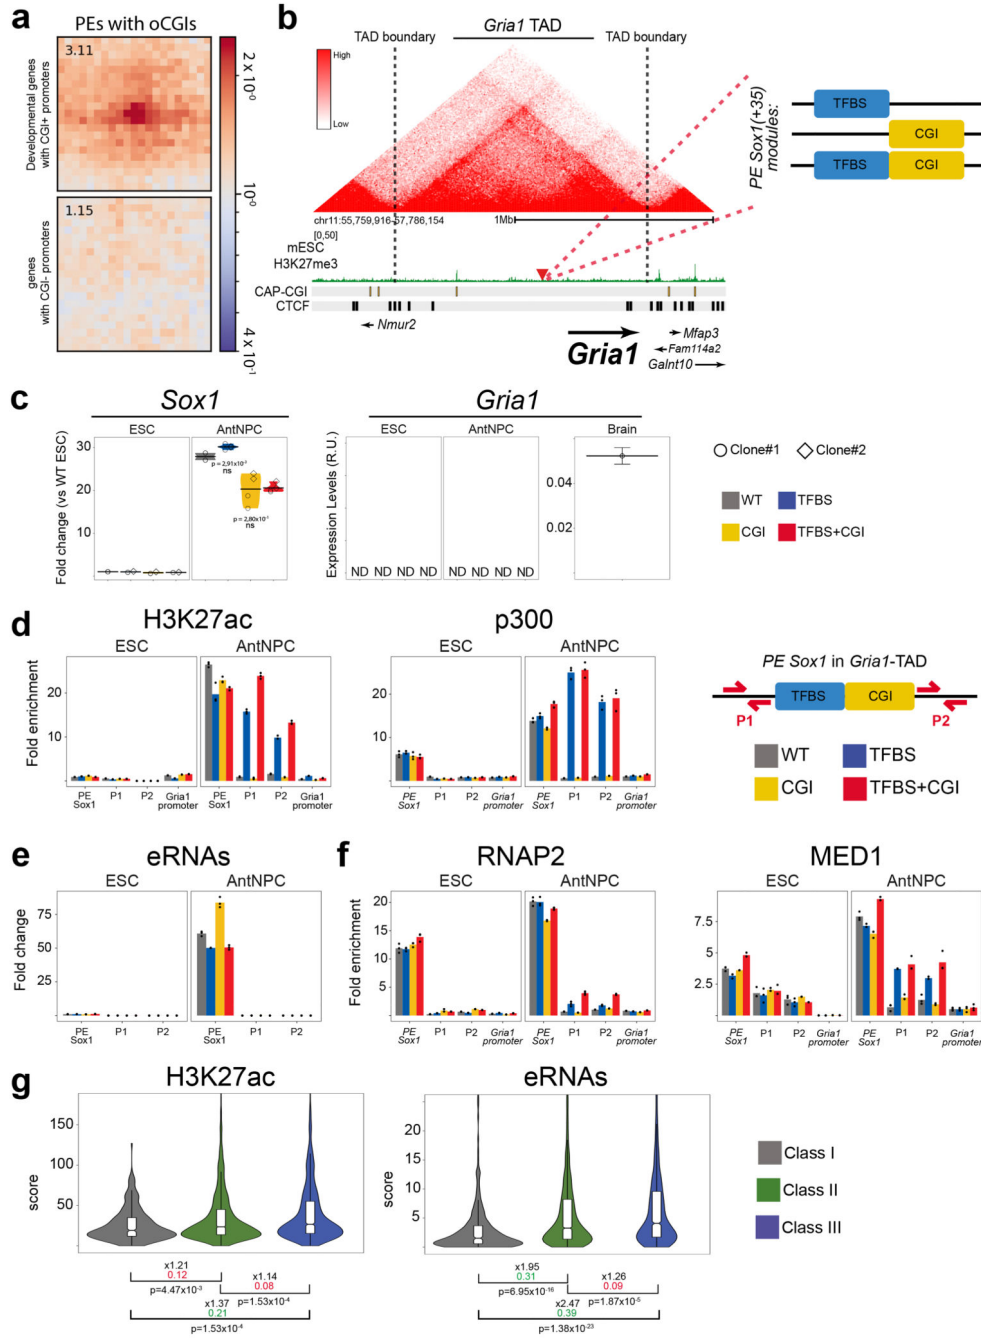 a
PEs with oCGIs
3.11
Developmental genes
with CGI+ promoters
1.15
genes
with CGI- promoters
2 x 10⁻⁰
10⁻⁰
4 x 10⁻¹
b
Gria1 TAD
TAD boundary
TAD boundary
High
Low
chr11:55,759,916-57,786,154
1Mb
[0,50]
mESC
H3K27me3
CAP-CGI
CTCF
Nmur2
Gria1
Mfap3
Fam114a2
Galnt10
PE Sox1(+35)
modules:
TFBS
CGI
TFBS
CGI
c
Sox1
Gria1
ESC
AntNPC
ESC
AntNPC
Brain
Fold change (vs WT ESC)
30
20
10
ns
ns
Expression Levels (R.U.)
ND ND ND ND
ND ND ND ND
0.04
0.02
Clone#1
Clone#2
WT
TFBS
CGI
TFBS+CGI
d
H3K27ac
p300
ESC
AntNPC
ESC
AntNPC
Fold enrichment
20
10
PE
Sox1
P1
P2
Gria1
promoter
PE
Sox1
P1
P2
Gria1
promoter
20
10
PE
Sox1
P1
P2
Gria1
promoter
PE
Sox1
P1
P2
Gria1
promoter
PE Sox1 in Gria1-TAD
TFBS
CGI
P1
P2
WT
TFBS
CGI
TFBS+CGI
e
eRNAs
ESC
AntNPC
Fold change
75
50
25
PE
Sox1
P1
P2
PE
Sox1
P1
P2
f
RNAP2
MED1
ESC
AntNPC
ESC
AntNPC
Fold enrichment
20
15
10
5
PE
Sox1
P1
P2
Gria1
promoter
PE
Sox1
P1
P2
Gria1
promoter
7.5
5
2.5
PE
Sox1
P1
P2
Gria1
promoter
PE
Sox1
P1
P2
Gria1
promoter
g
H3K27ac
eRNAs
score
150
100
50
x1.21
0.12
p=4.47x10⁻³
x1.14
0.08
p=1.53x10⁻⁴
x1.37
0.21
p=1.53x10⁻⁴
score
20
15
10
5
x1.95
0.31
p=6.95x10⁻¹⁶
x1.26
0.09
p=1.87x10⁻⁵
x2.47
0.39
p=1.38x10⁻²³
Class I
Class II
Class III